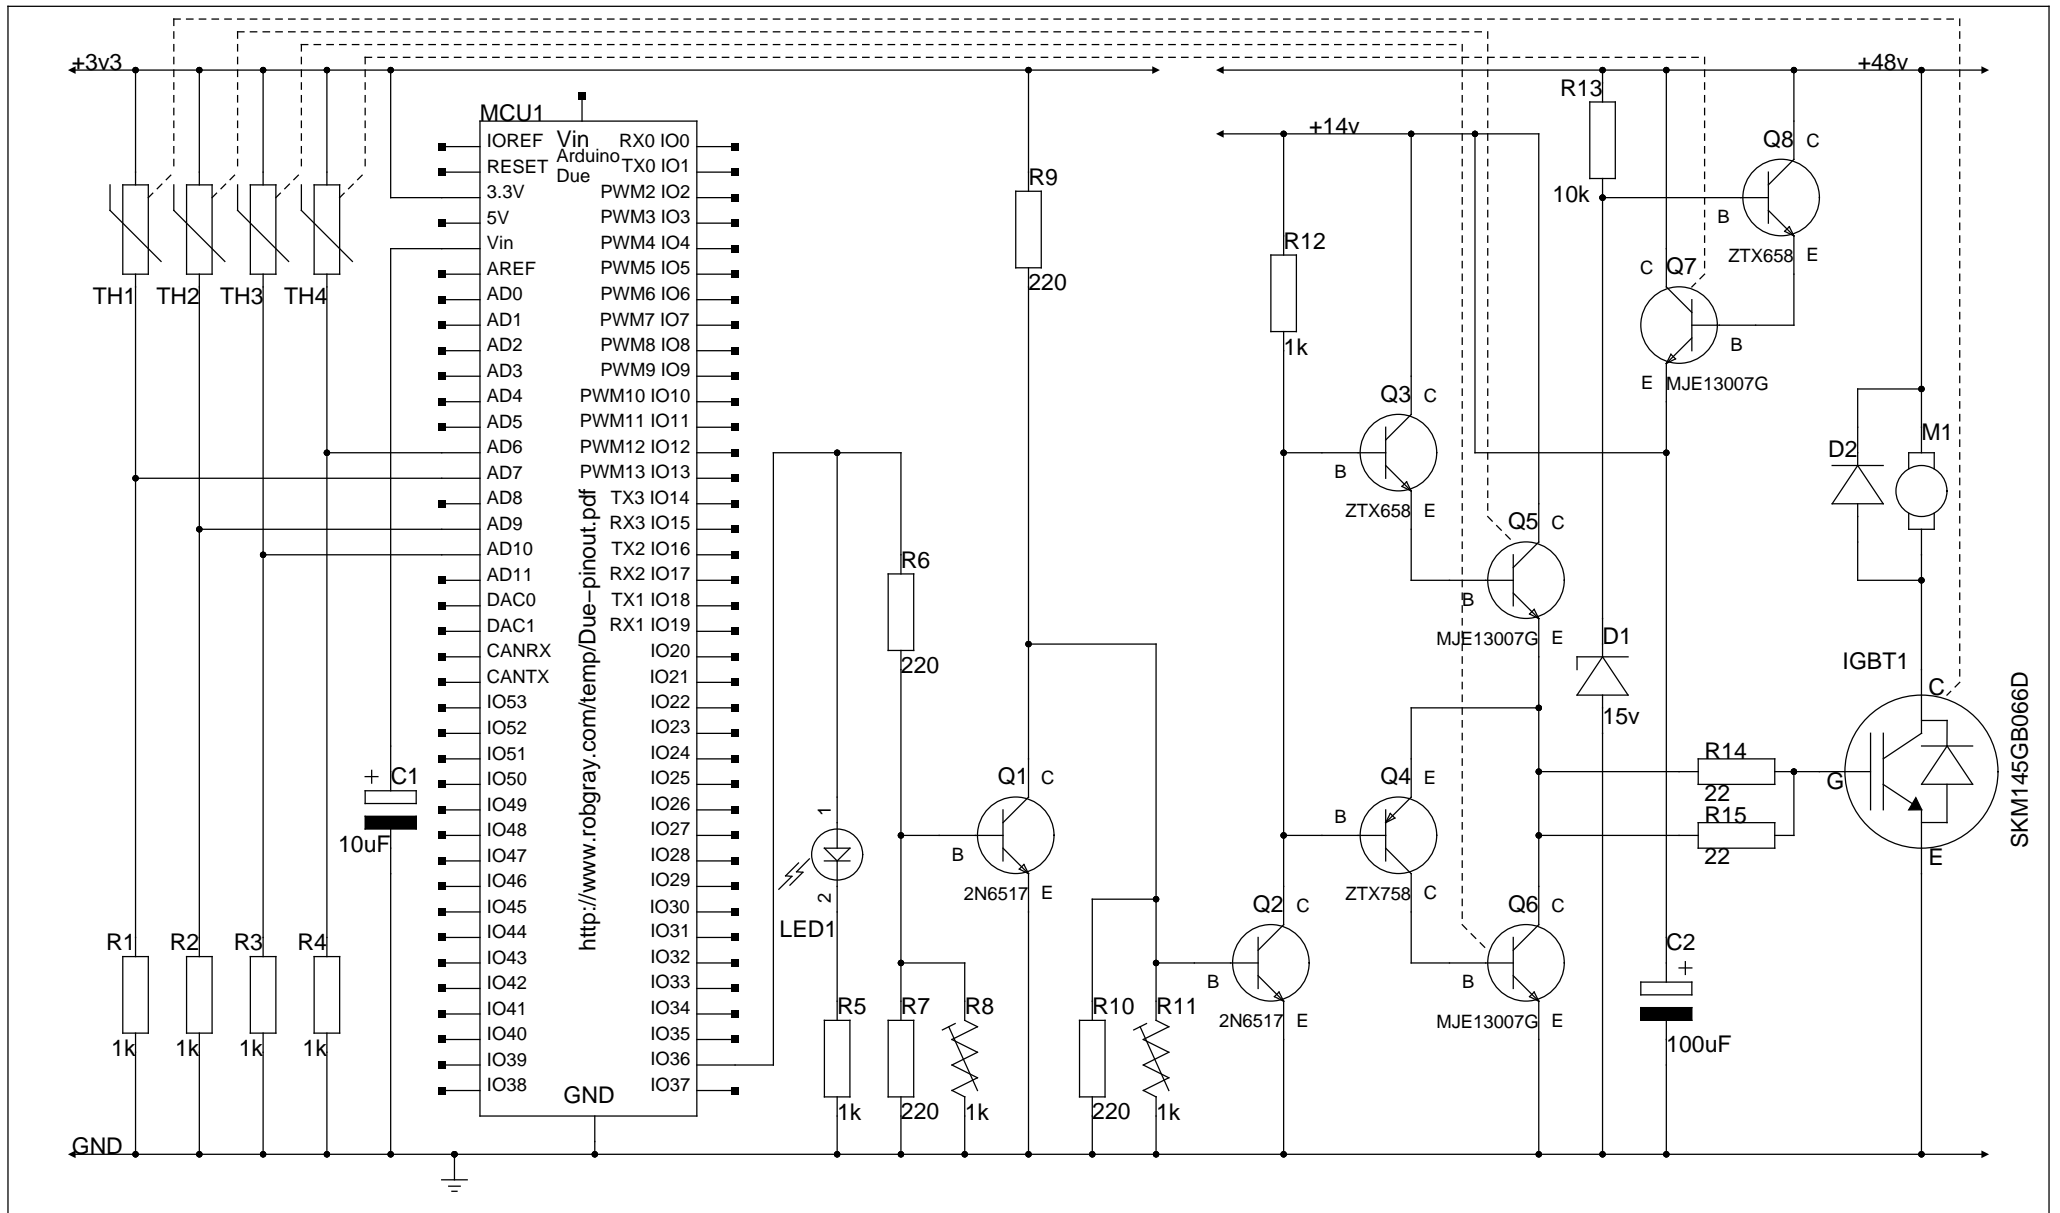 +3v3
+48v
+14v
GND
TH1
TH2
TH3
TH4
R1
1k
R2
1k
R3
1k
R4
1k
+ C1
10uF
MCU1
Vin
Arduino
Due
http://www.robgray.com/temp/Due-pinout.pdf
GND
IOREF
RESET
3.3V
5V
Vin
AREF
AD0
AD1
AD2
AD3
AD4
AD5
AD6
AD7
AD8
AD9
AD10
AD11
DAC0
DAC1
CANRX
CANTX
IO53
IO52
IO51
IO50
IO49
IO48
IO47
IO46
IO45
IO44
IO43
IO42
IO41
IO40
IO39
IO38
RX0 IO0
TX0 IO1
PWM2 IO2
PWM3 IO3
PWM4 IO4
PWM5 IO5
PWM6 IO6
PWM7 IO7
PWM8 IO8
PWM9 IO9
PWM10 IO10
PWM11 IO11
PWM12 IO12
PWM13 IO13
TX3 IO14
RX3 IO15
TX2 IO16
RX2 IO17
TX1 IO18
RX1 IO19
IO20
IO21
IO22
IO23
IO24
IO25
IO26
IO27
IO28
IO29
IO30
IO31
IO32
IO33
IO34
IO35
IO36
IO37
1
2
LED1
R5
1k
R6
220
R7
220
R8
1k
Q1 C
B
2N6517 E
R9
220
R10
220
R11
1k
Q2 C
B
2N6517 E
R12
1k
Q3 C
B
ZTX658 E
Q4 E
B
ZTX758 C
Q5 C
B
MJE13007G E
Q6 C
B
MJE13007G E
R13
10k
Q8 C
B
ZTX658 E
C Q7
B
E MJE13007G
D1
15v
C2
+
100uF
R14
22
R15
22
D2
M1
IGBT1
C
G
E
SKM145GB066D